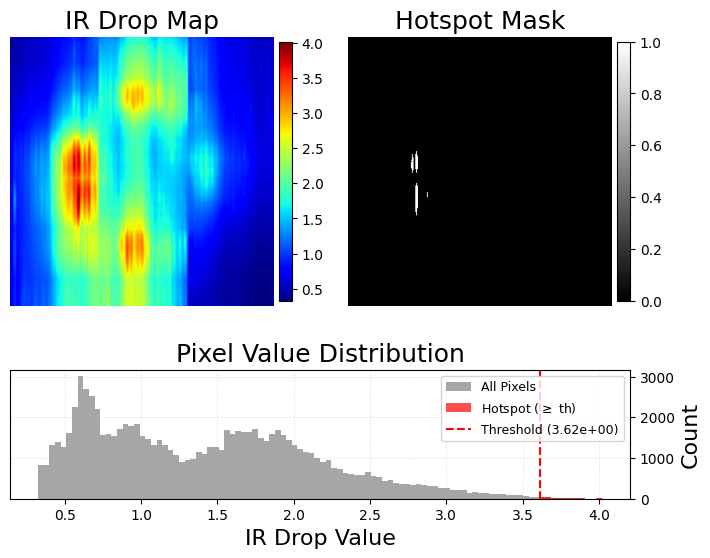 IR Drop Map
Hotspot Mask
4.0
3.5
3.0
2.5
2.0
1.5
1.0
0.5
1.0
0.8
0.6
0.4
0.2
0.0
Pixel Value Distribution
All Pixels
Hotspot (I≥ th)
Threshold (3.62e+00)
3000
2000
1000
0
Count
0.5 1.0 1.5 2.0 2.5 3.0 3.5 4.0
IR Drop Value